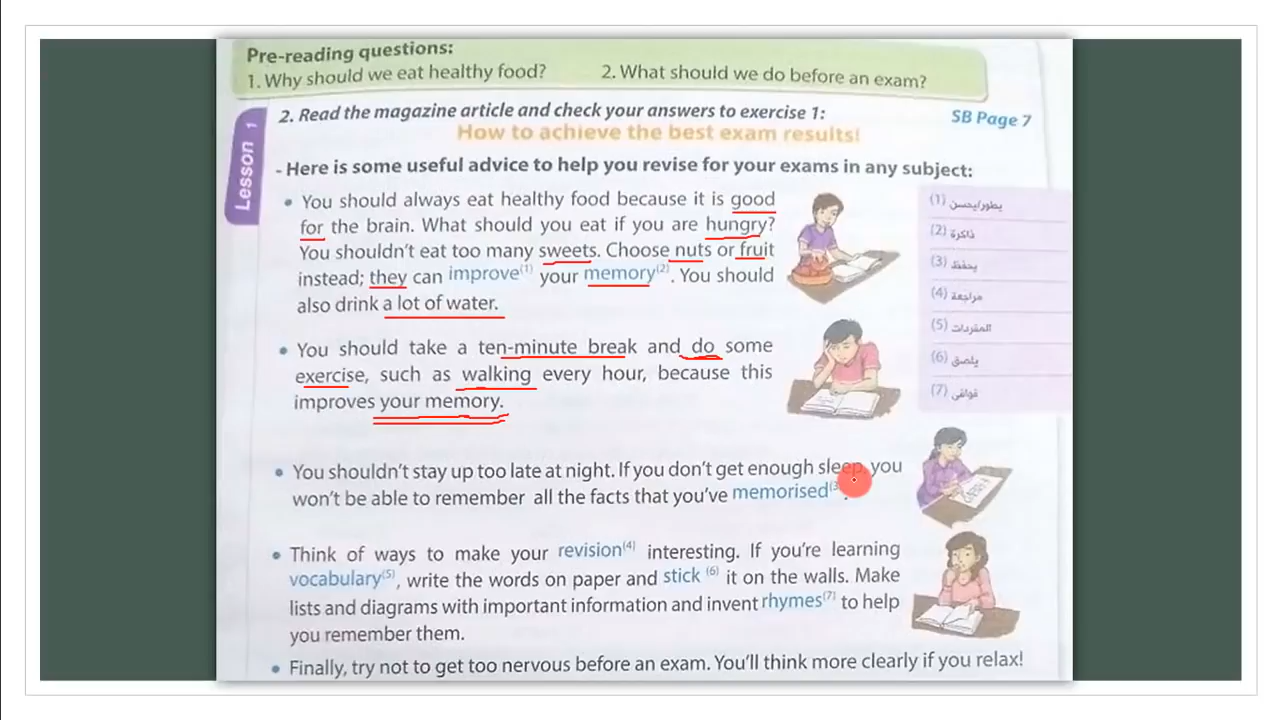 Pre-reading questions:
1. Why should we eat healthy food? 2. What should we do before an exam?
Lesson 1
2. Read the magazine article and check your answers to exercise 1:
SB Page 7
How to achieve the best exam results!
- Here is some useful advice to help you revise for your exams in any subject:
• You should always eat healthy food because it is good
for the brain. What should you eat if you are hungry?
You shouldn't eat too many sweets. Choose nuts or fruit
instead; they can improve(1) your memory(2). You should
also drink a lot of water.
(1) يطور/يحسن
(2) ذاكرة
(3) يحفظ
(4) مراجعة
(5) المفردات
(6) يلصق
(7) قوافى
• You should take a ten-minute break and do some
exercise, such as walking every hour, because this
improves your memory.
• You shouldn't stay up too late at night. If you don't get enough sleep, you
won't be able to remember all the facts that you've memorised(3).
• Think of ways to make your revision(4) interesting. If you're learning
vocabulary(5), write the words on paper and stick (6) it on the walls. Make
lists and diagrams with important information and invent rhymes(7) to help
you remember them.
• Finally, try not to get too nervous before an exam. You'll think more clearly if you relax!